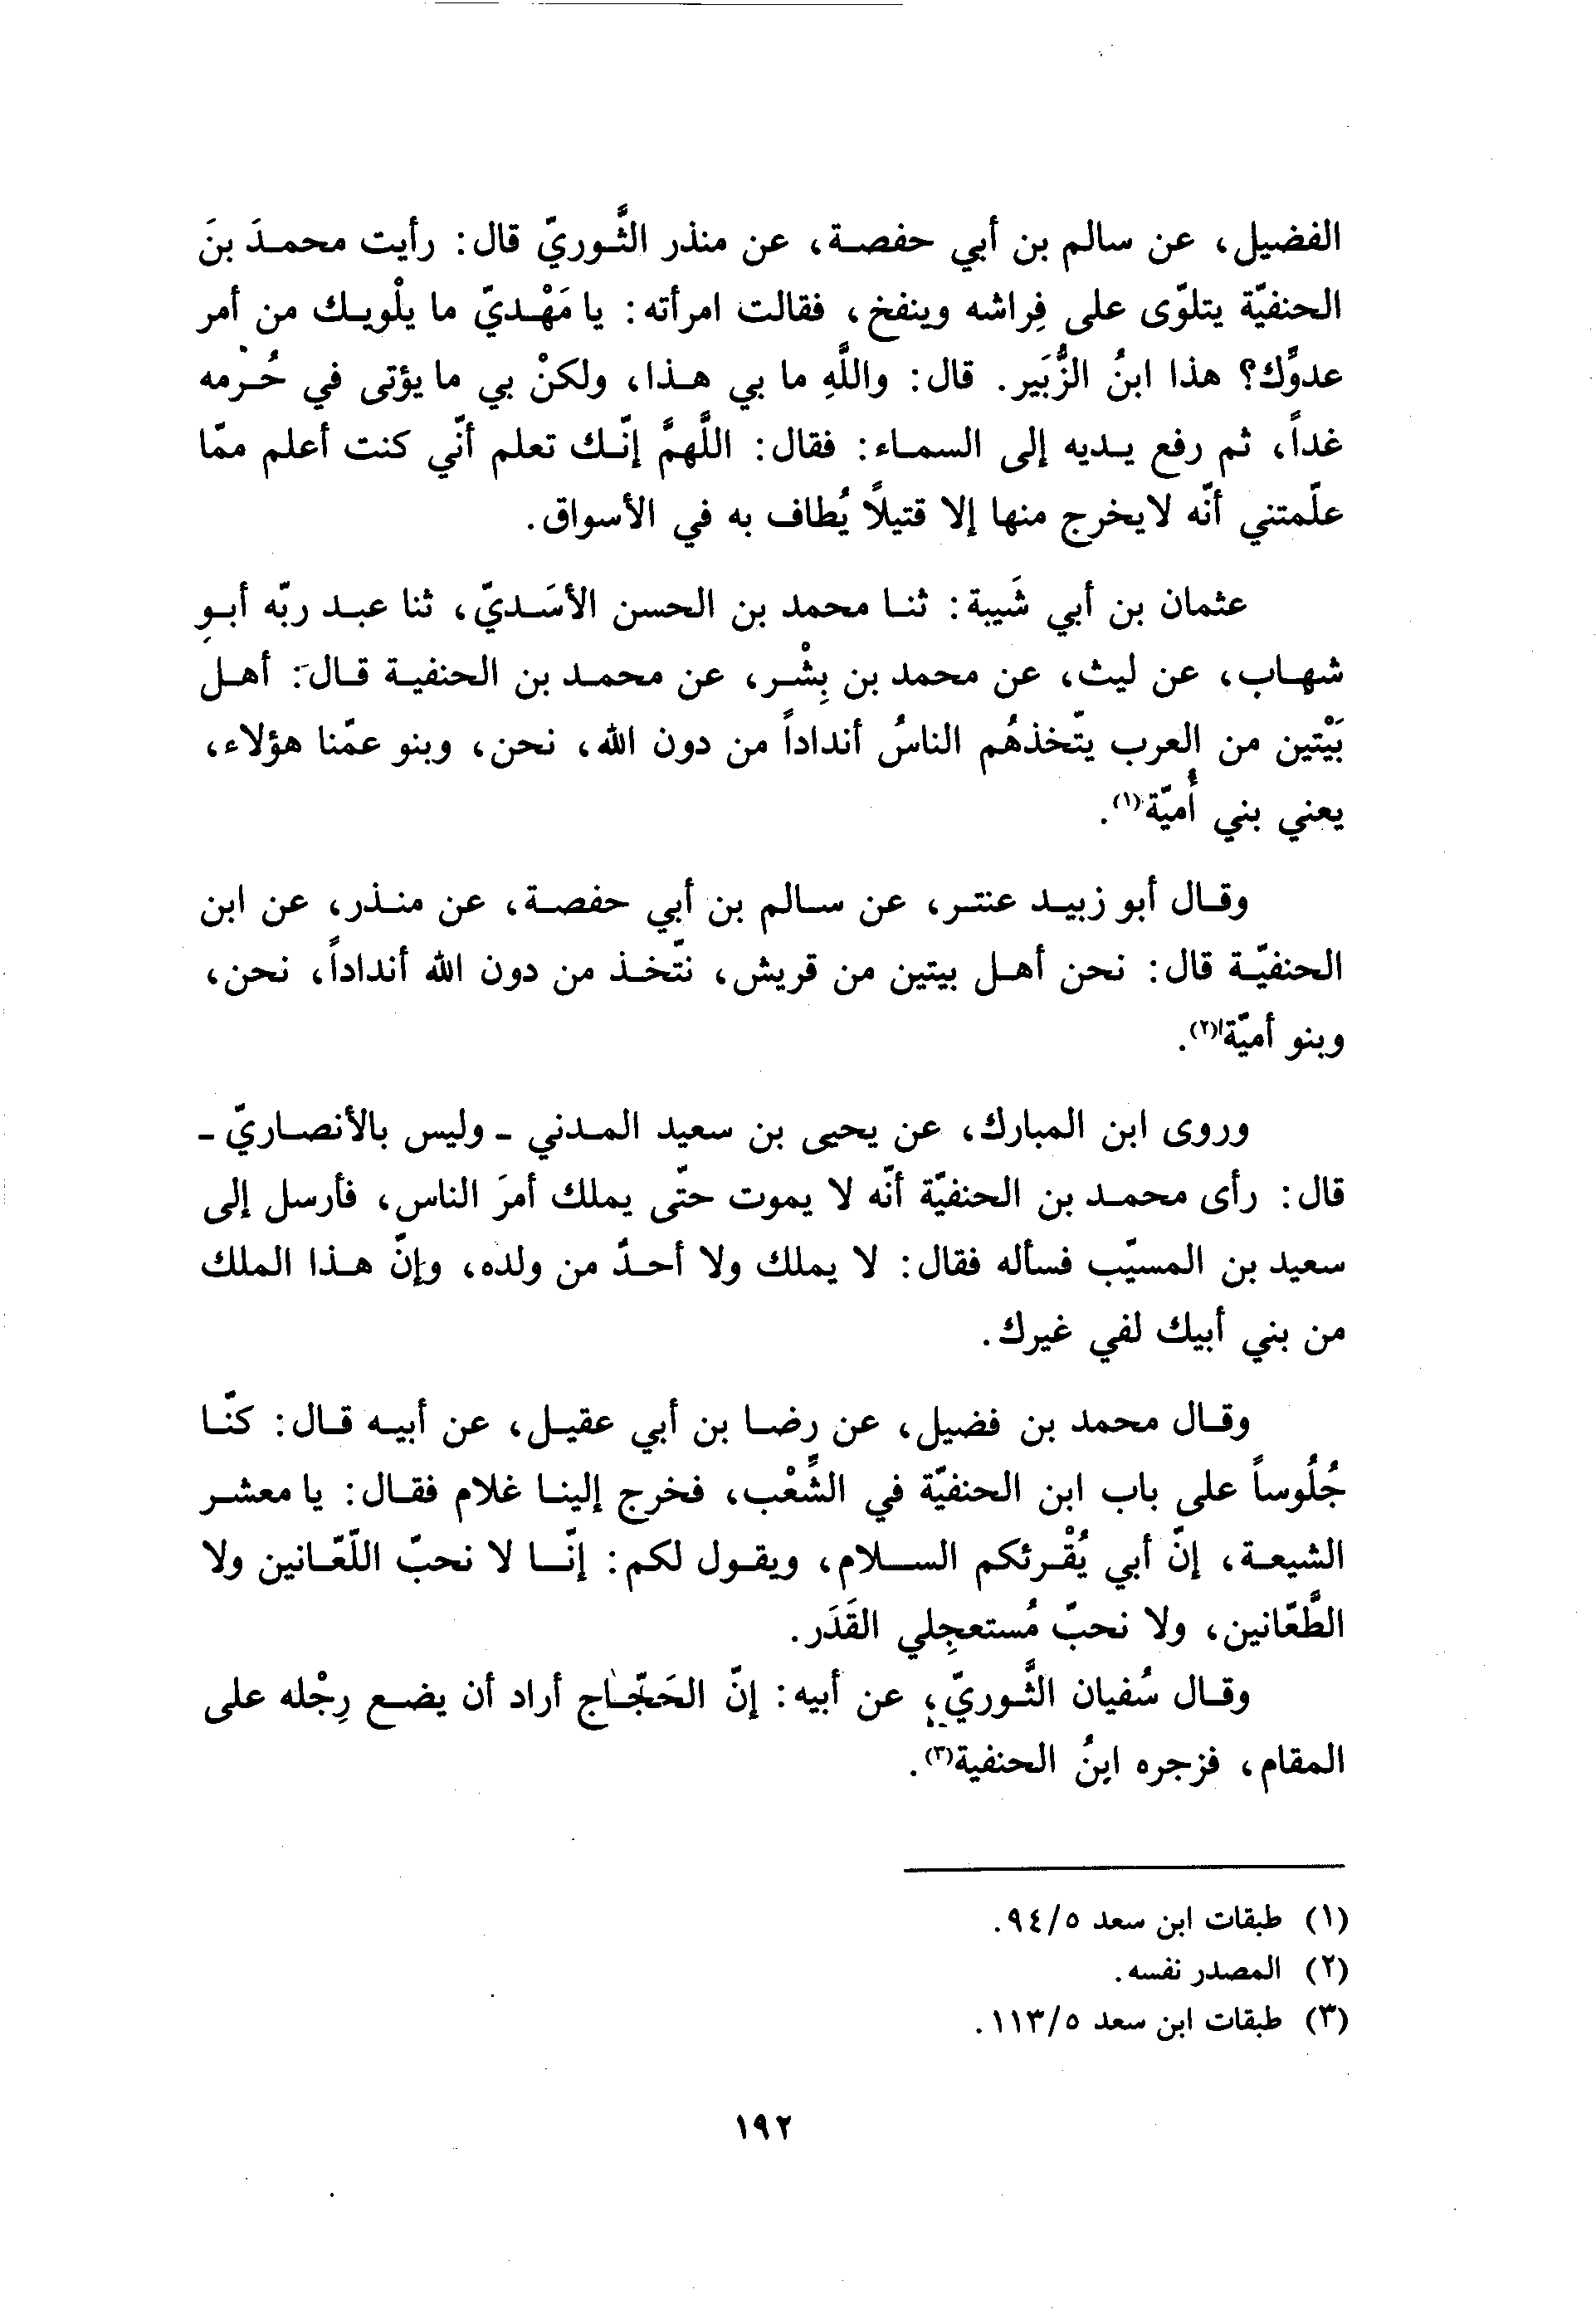 الفضيل، عن سالم بن أبي حفصة، عن منذر الثَّوريّ قال: رأيت محمدَ بنَ
الحنفيّة يتلوّى على فِراشه وينفخ، فقالت امرأته: يا مَهْديّ ما يلْويك من أمر
عدوِّك؟ هذا ابنُ الزُّبَير. قال: واللَّهِ ما بي هذا، ولكنْ بي ما يؤتى في حُرْمه
غداً، ثم رفع يديه إلى السماء: فقال: اللَّهمَّ إنّك تعلم أنّي كنت أعلم ممّا
علّمتني أنّه لايخرج منها إلا قتيلاً يُطاف به في الأسواق.
عثمان بن أبي شَيبة: ثنا محمد بن الحسن الأسَديّ، ثنا عبد ربّه أبو
شهاب، عن ليث، عن محمد بن بِشْر، عن محمد بن الحنفية قال: أهل
بَيْتين من العرب يتّخذهُم الناسُ أنداداً من دون الله، نحن، وبنو عمّنا هؤلاء،
يعني بني أُميّة(١).
وقال أبو زبيد عنتر، عن سالم بن أبي حفصة، عن منذر، عن ابن
الحنفيّة قال: نحن أهل بيتين من قريش، نتّخذ من دون الله أنداداً، نحن،
وبنو أميّة(٢).
وروى ابن المبارك، عن يحيى بن سعيد المدني - وليس بالأنصاريّ -
قال: رأى محمد بن الحنفيّة أنّه لا يموت حتّى يملك أمرَ الناس، فأرسل إلى
سعيد بن المسيّب فسأله فقال: لا يملك ولا أحدٌ من ولده، وإنّ هذا الملك
من بني أبيك لفي غيرك.
وقال محمد بن فضيل، عن رضا بن أبي عقيل، عن أبيه قال: كنّا
جُلُوساً على باب ابن الحنفيّة في الشِّعْب، فخرج إلينا غلام فقال: يا معشر
الشيعة، إنّ أبي يُقْرئكم السلام، ويقول لكم: إنّا لا نحبّ اللّعّانين ولا
الطَّعّانين، ولا نحبّ مُستعجِلي القَدَر.
وقال سُفيان الثَّوريّ، عن أبيه: إنّ الحَجّاج أراد أن يضع رِجْله على
المقام، فزجره ابنُ الحنفية(٣).
(١) طبقات ابن سعد ٩٤/٥.
(٢) المصدر نفسه.
(٣) طبقات ابن سعد ١١٣/٥.
١٩٢